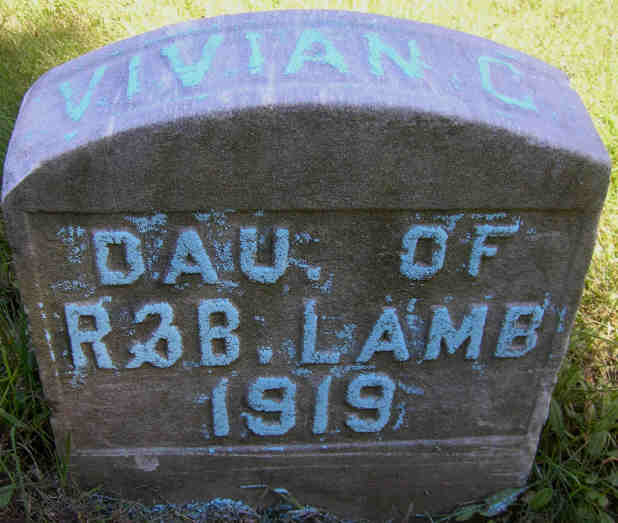 VIVIAN C.
DAU. OF
R & B. LAMB
1919